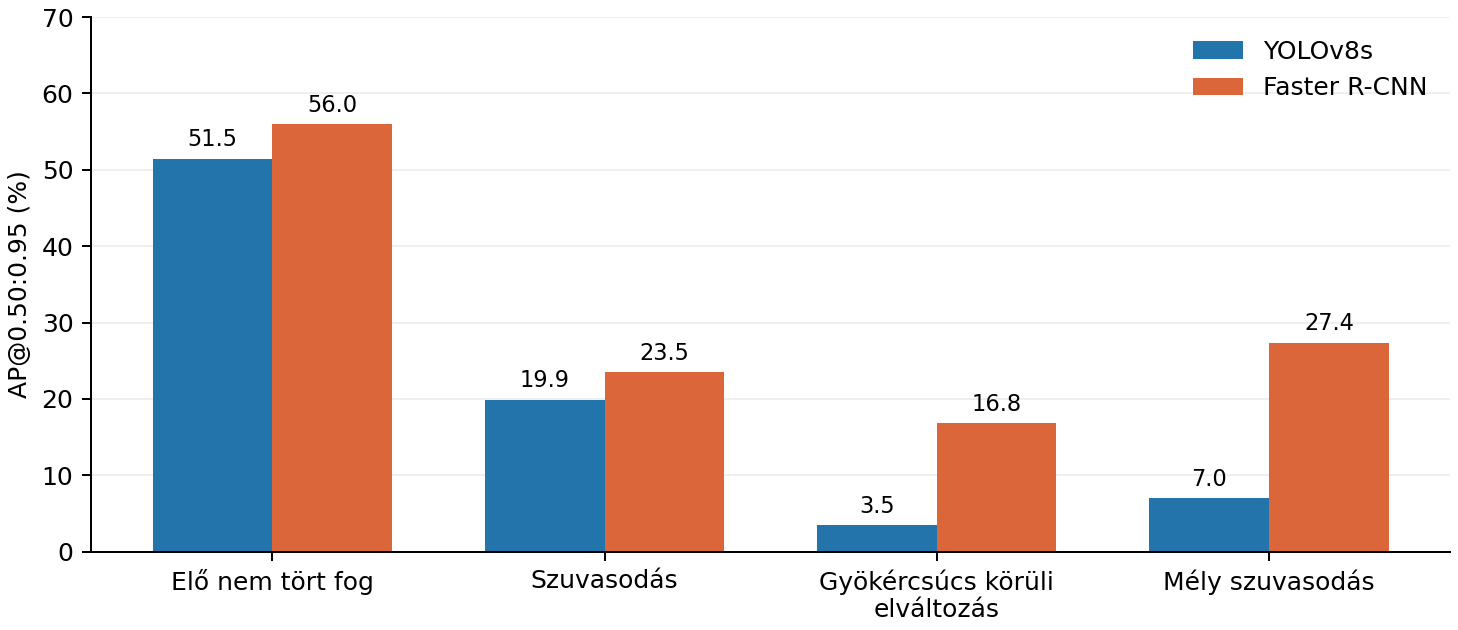 AP@0.50:0.95 (%)
70
60
50
40
30
20
10
0
YOLOv8s
Faster R-CNN
51.5
56.0
19.9
23.5
3.5
16.8
7.0
27.4
Elő nem tört fog
Szuvasodás
Gyökércsúcs körüli
elváltozás
Mély szuvasodás